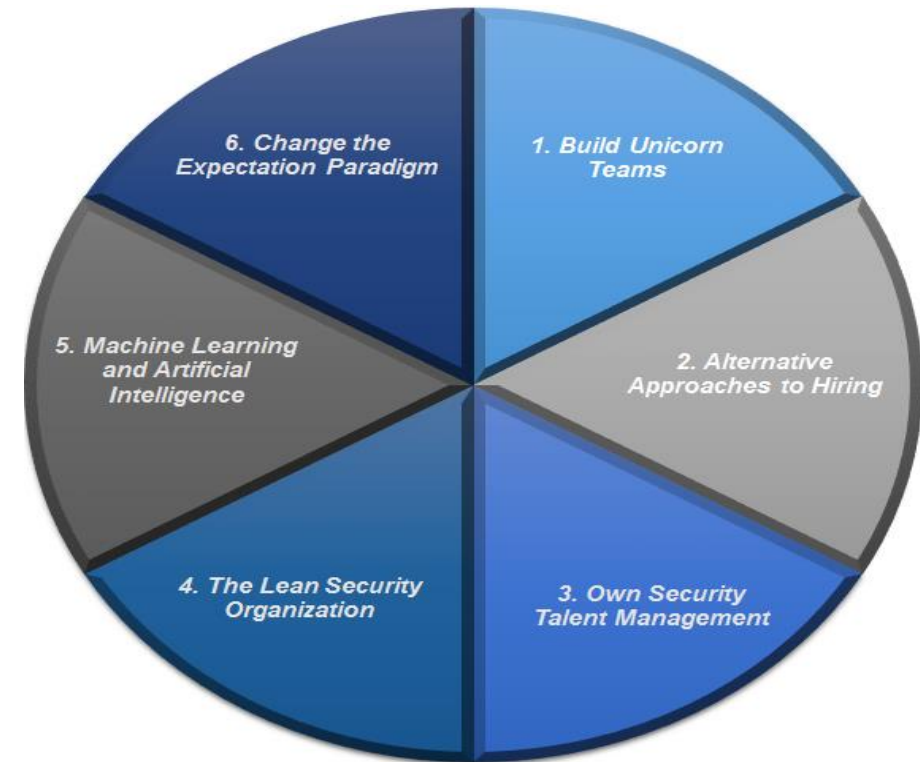 1. Build Unicorn
Teams
2. Alternative
Approaches to Hiring
3. Own Security
Talent Management
4. The Lean Security
Organization
5. Machine Learning
and Artificial
Intelligence
6. Change the
Expectation Paradigm